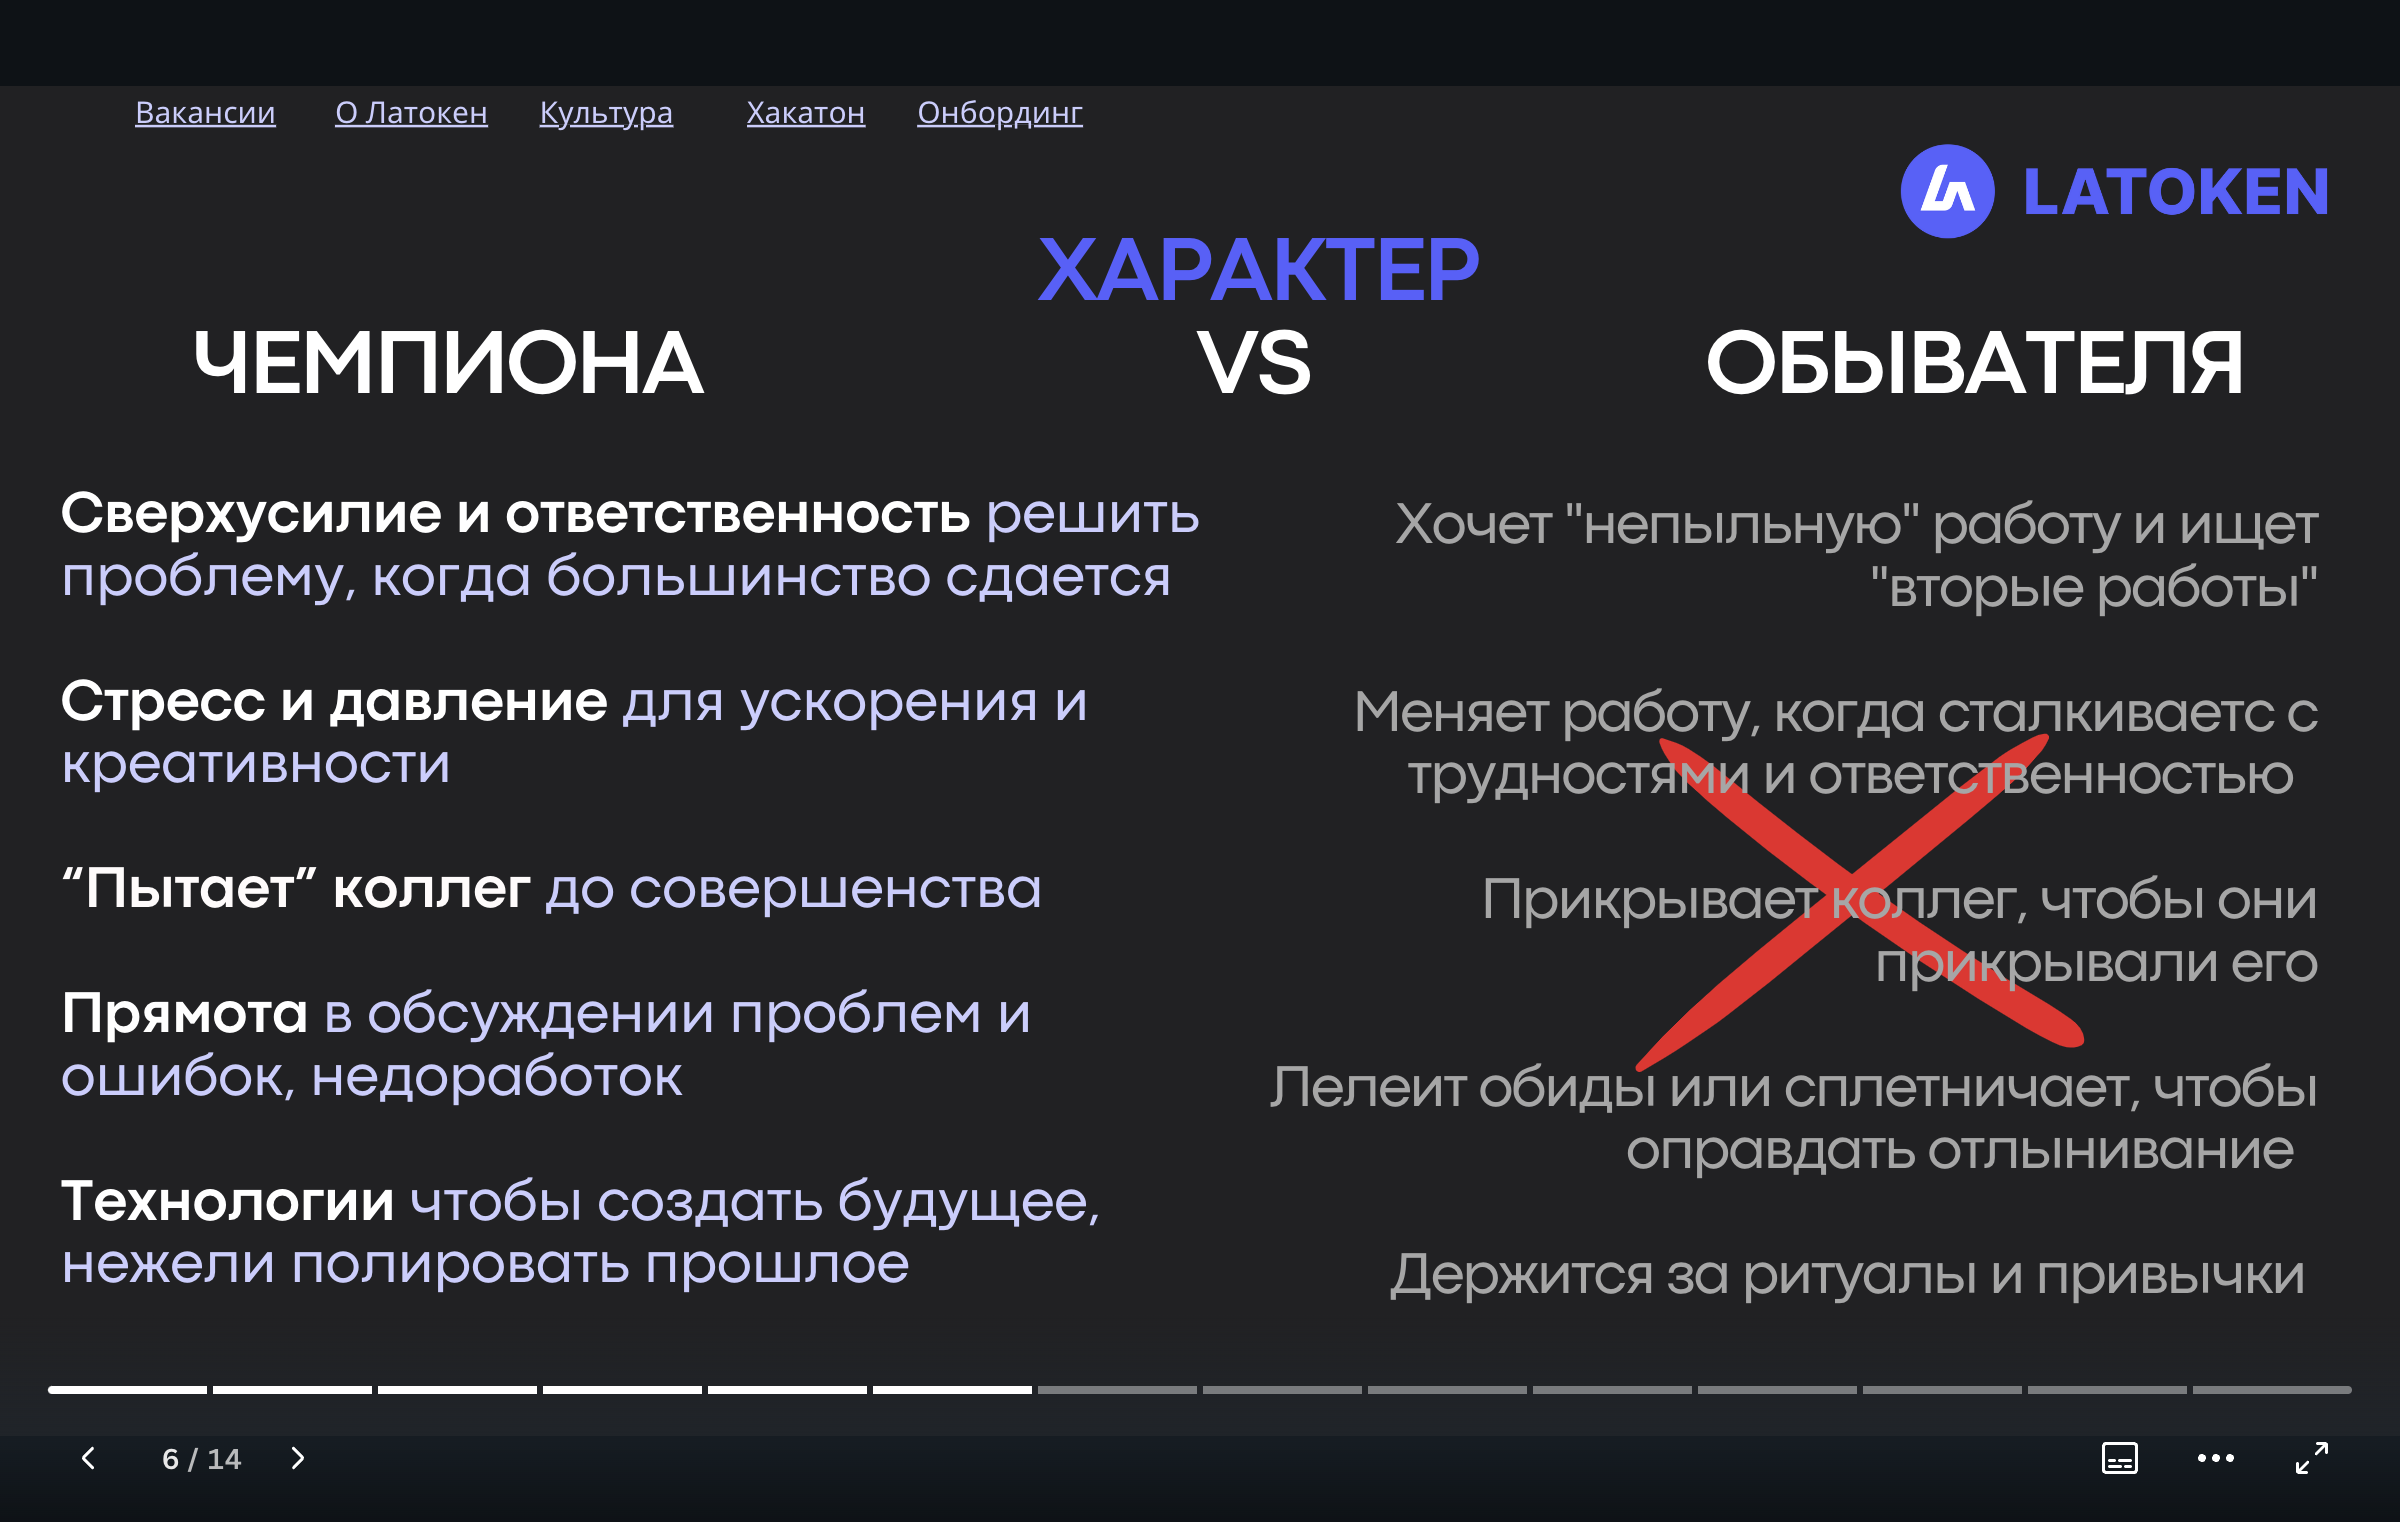 Вакансии О Латокен Культура Хакатон Онбординг
LATOKEN
ХАРАКТЕР
ЧЕМПИОНА VS ОБЫВАТЕЛЯ
Сверхусилие и ответственность решить
проблему, когда большинство сдается
Стресс и давление для ускорения и
креативности
“Пытает” коллег до совершенства
Прямота в обсуждении проблем и
ошибок, недоработок
Технологии чтобы создать будущее,
нежели полировать прошлое
Хочет "непыльную" работу и ищет
"вторые работы"
Меняет работу, когда сталкиваетс с
трудностями и ответственностью
Прикрывает коллег, чтобы они
прикрывали его
Лелеит обиды или сплетничает, чтобы
оправдать отлынивание
Держится за ритуалы и привычки
6 / 14